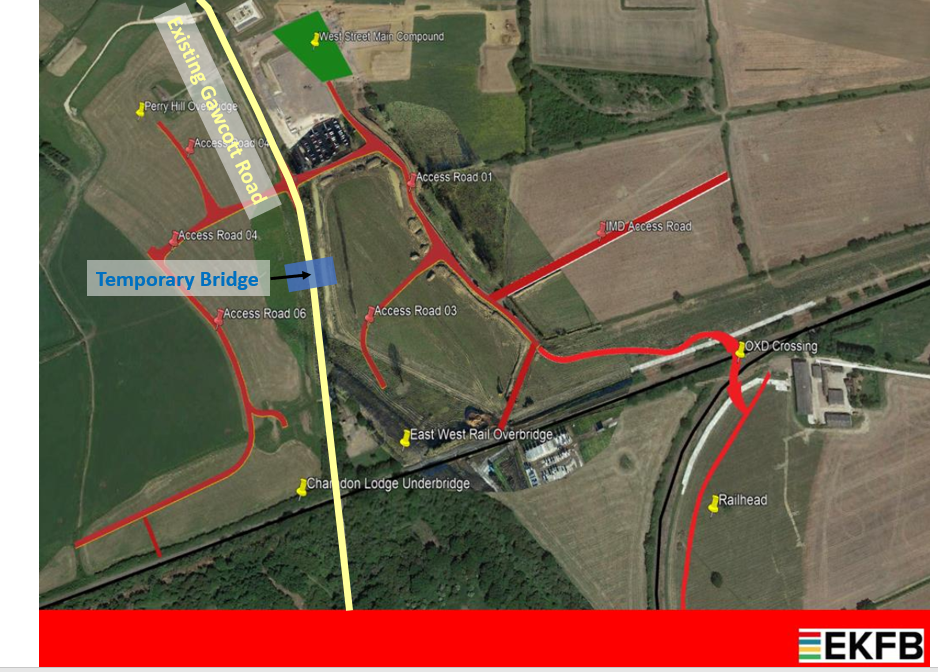 Existing Gawcott Road
West Street Main Compound
Perry Hill Overbridge
Access Road 04
Access Road 01
IMD Access Road
Access Road 04
Temporary Bridge
Access Road 06
Access Road 03
OXD Crossing
East West Rail Overbridge
Charndon Lodge Underbridge
Railhead
EKFB